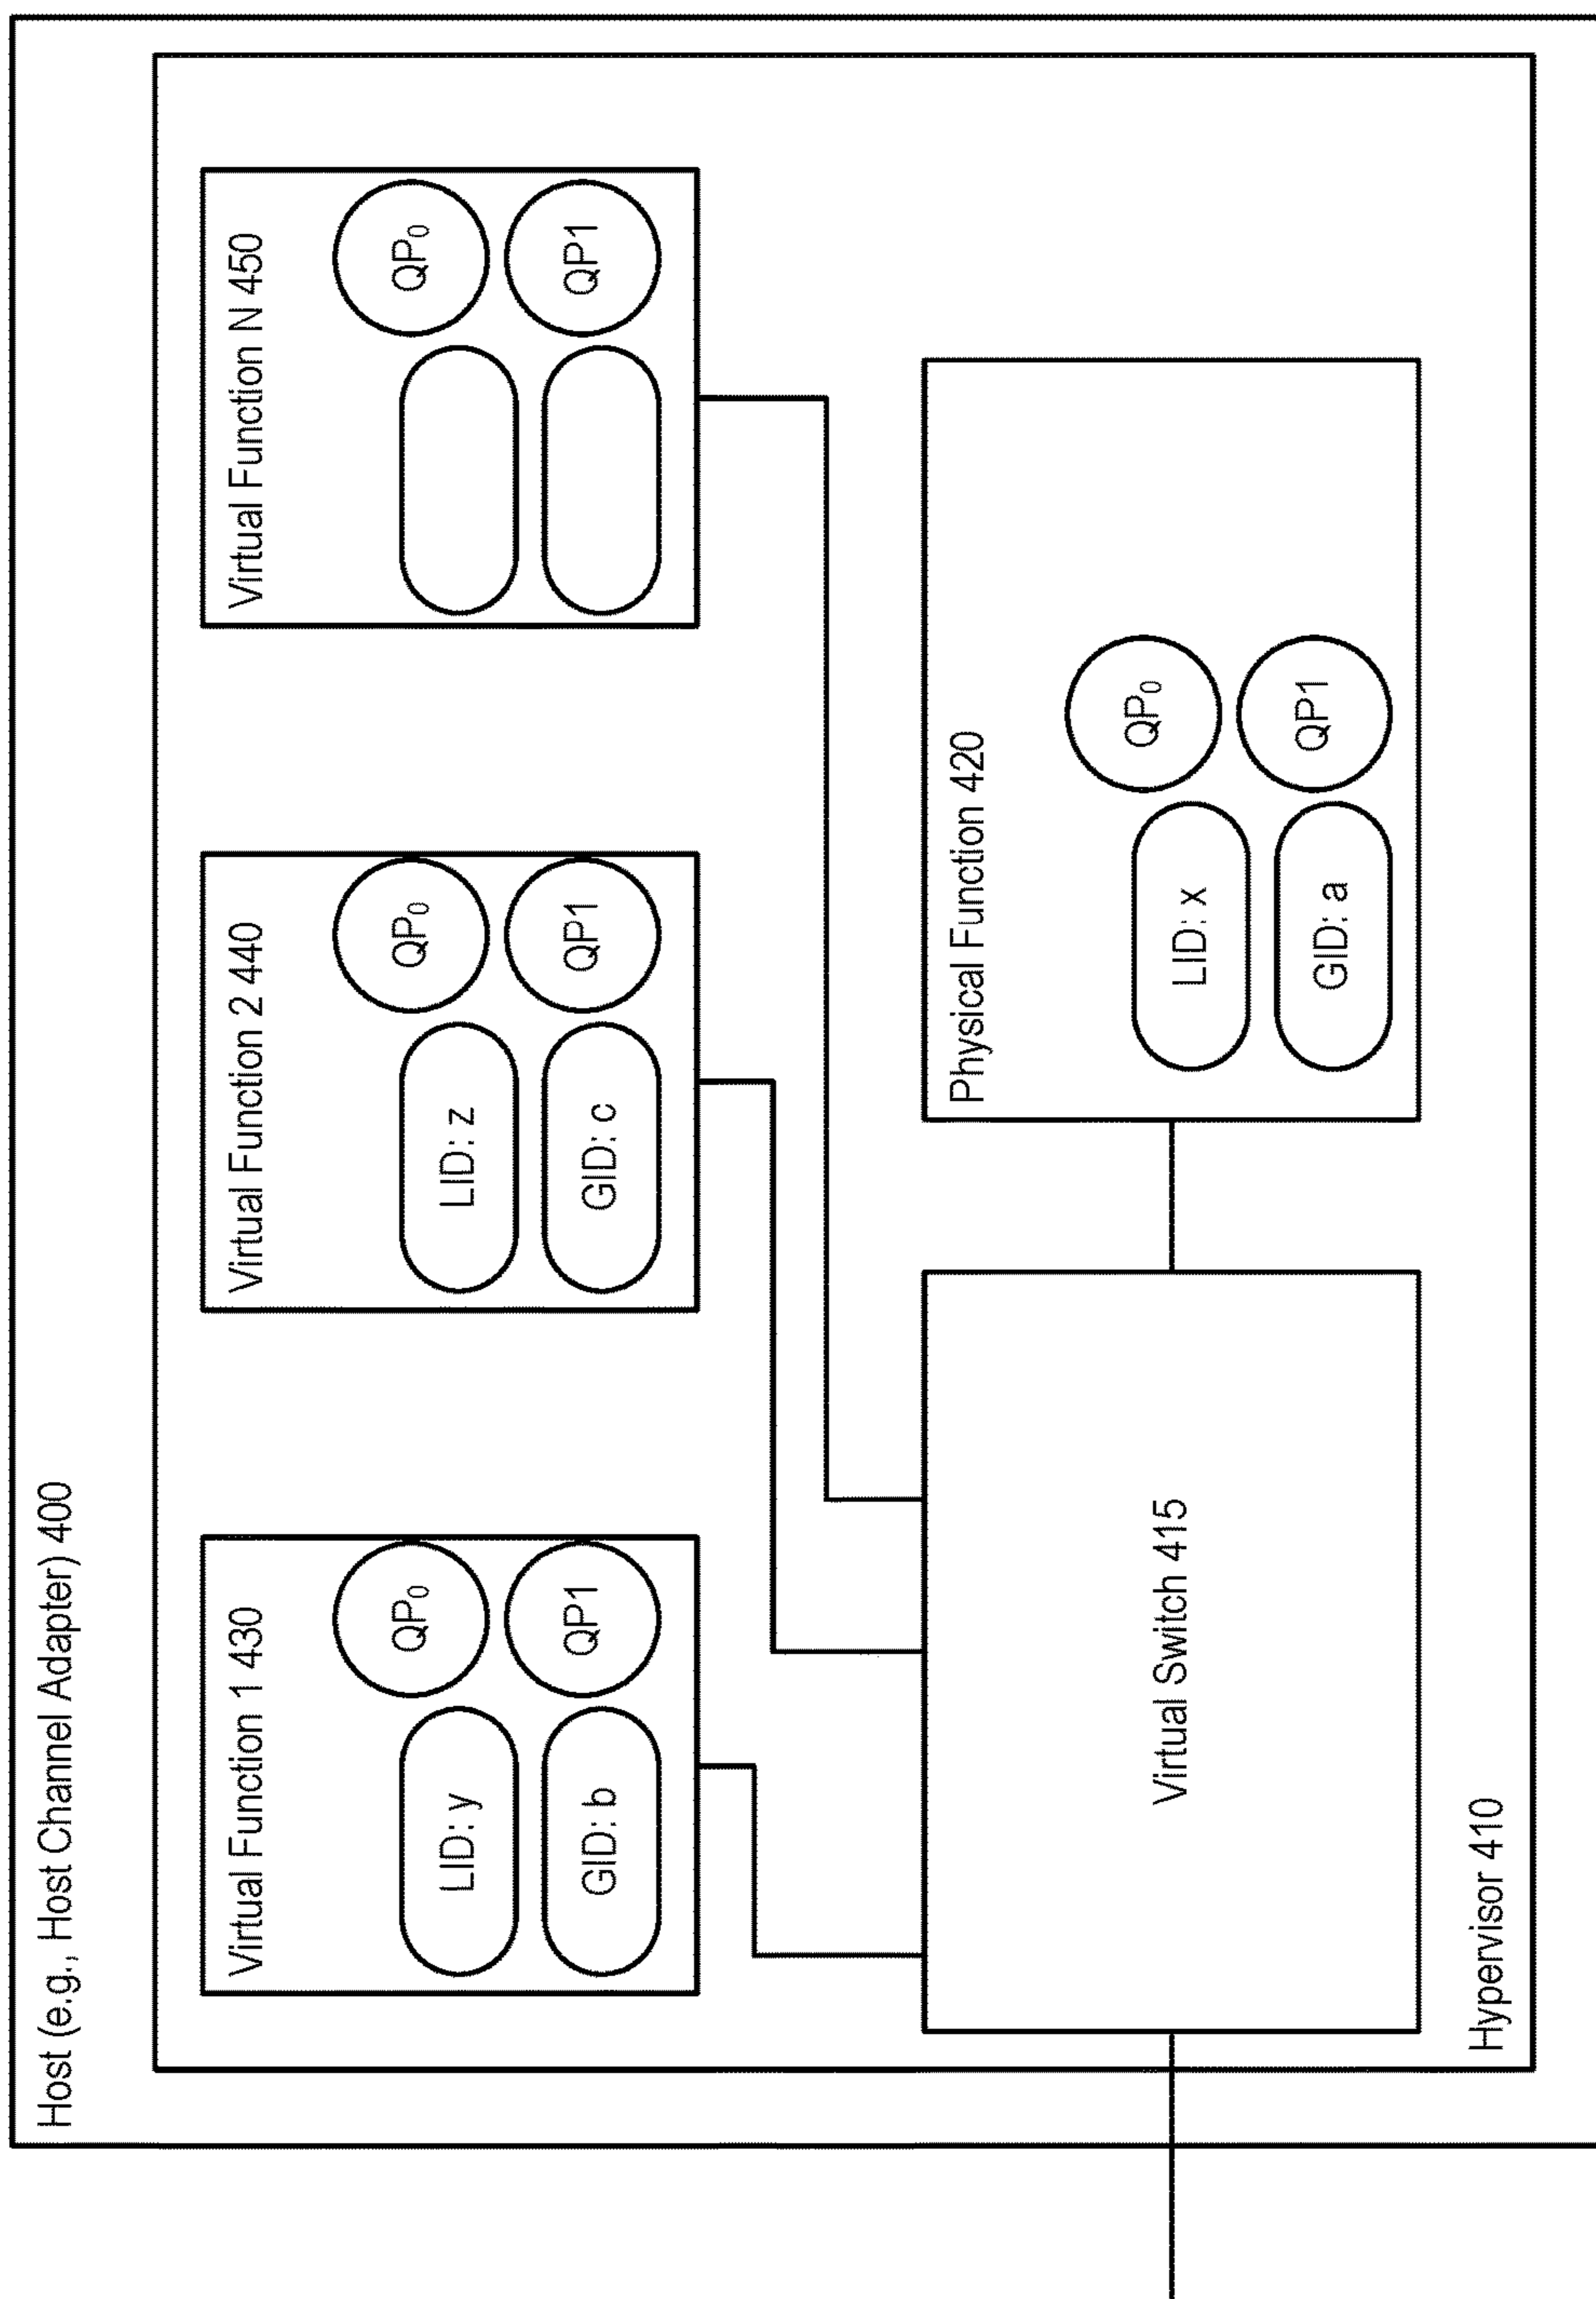 Host (e.g., Host Channel Adapter) 400
Virtual Function 1 430
QP₀
LID: y
QP1
GID: b
Virtual Function 2 440
QP₀
LID: z
QP1
GID: c
Virtual Function N 450
QP₀
QP1
Virtual Switch 415
Physical Function 420
QP₀
LID: x
QP1
GID: a
Hypervisor 410